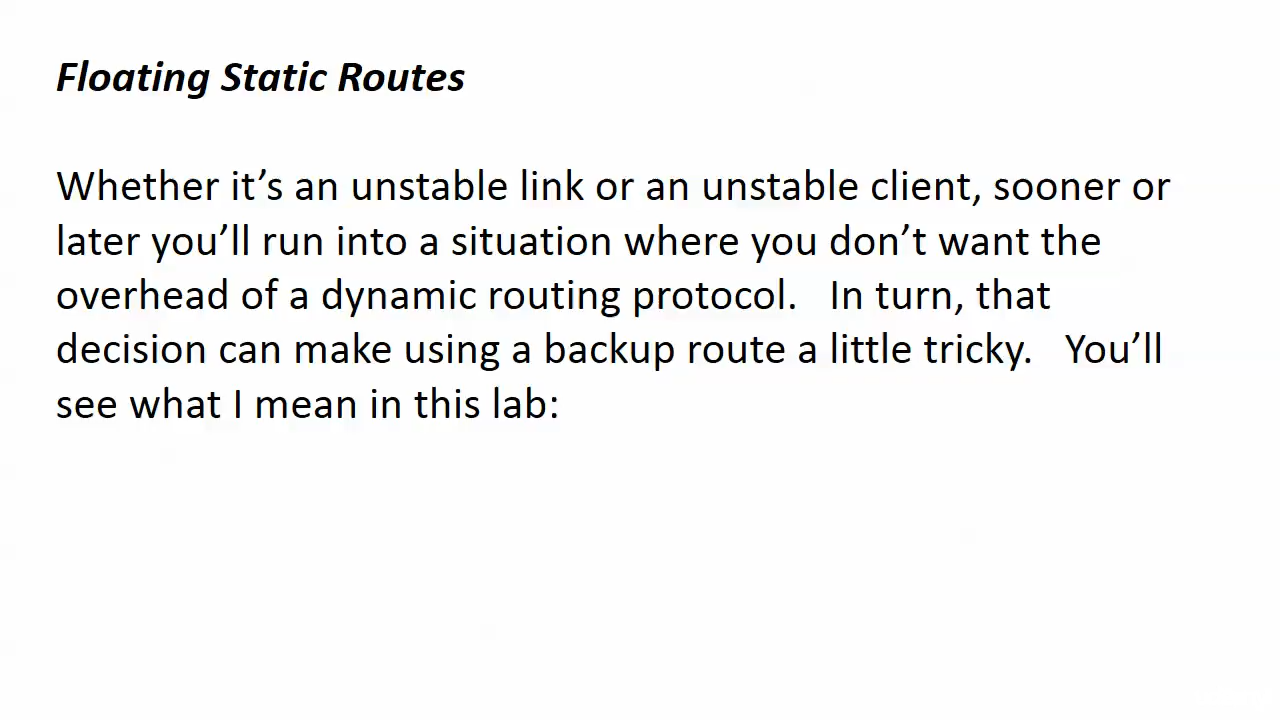 Floating Static Routes
Whether it’s an unstable link or an unstable client, sooner or
later you’ll run into a situation where you don’t want the
overhead of a dynamic routing protocol.   In turn, that
decision can make using a backup route a little tricky.   You’ll
see what I mean in this lab: